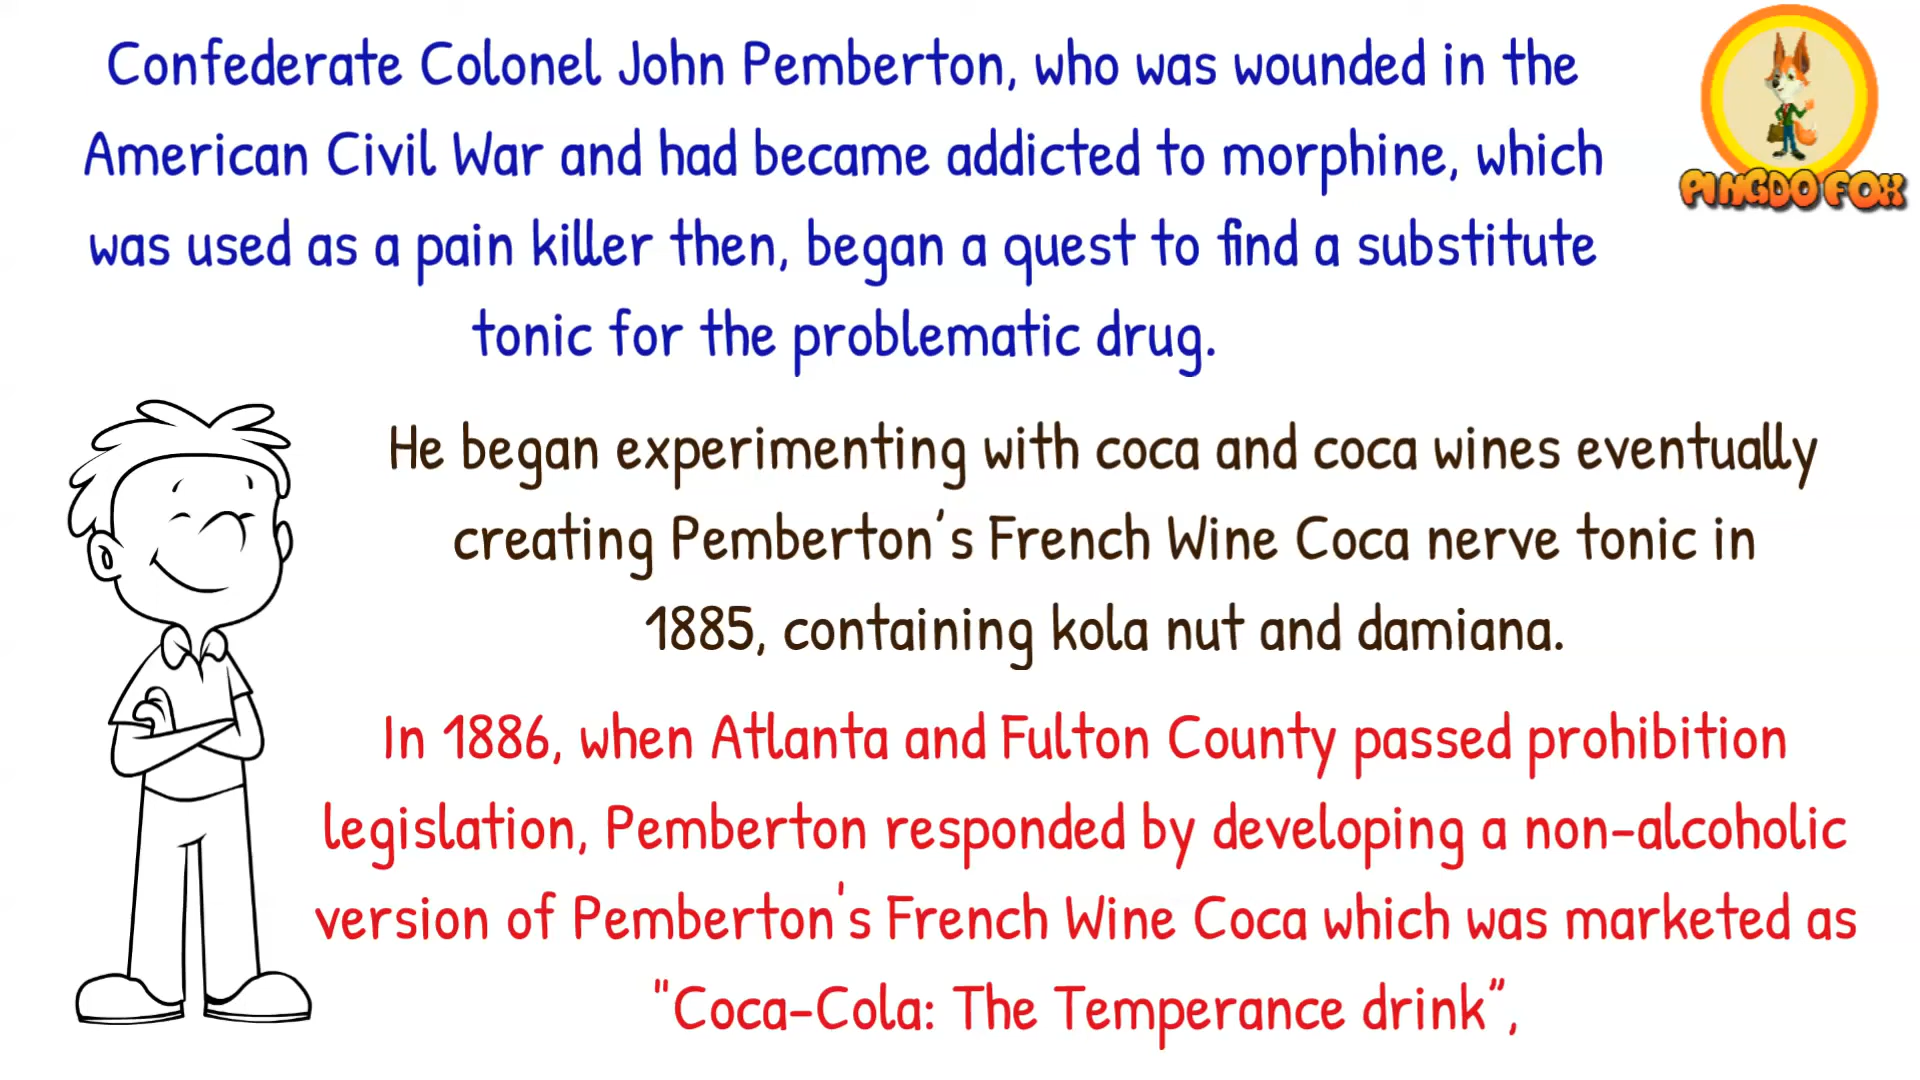 Confederate Colonel John Pemberton, who was wounded in the
American Civil War and had became addicted to morphine, which
was used as a pain killer then, began a quest to find a substitute
tonic for the problematic drug.
PINGDO FOX
He began experimenting with coca and coca wines eventually
creating Pemberton’s French Wine Coca nerve tonic in
1885, containing kola nut and damiana.
In 1886, when Atlanta and Fulton County passed prohibition
legislation, Pemberton responded by developing a non-alcoholic
version of Pemberton's French Wine Coca which was marketed as
"Coca-Cola: The Temperance drink”,